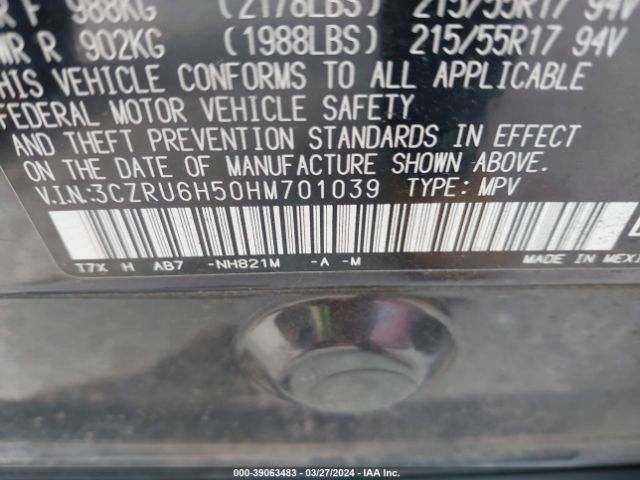 R F 988KG (2178LBS) 215/55R17 94V
WR R 902KG (1988LBS) 215/55R17 94V
THIS VEHICLE CONFORMS TO ALL APPLICABLE
FEDERAL MOTOR VEHICLE SAFETY
AND THEFT PREVENTION STANDARDS IN EFFECT
ON THE DATE OF MANUFACTURE SHOWN ABOVE.
V.I.N:3CZRU6H50HM701039 TYPE: MPV
T7X H AB7 -NH821M -A -M MADE IN MEXI
000-39063483 - 03/27/2024 - IAA Inc.